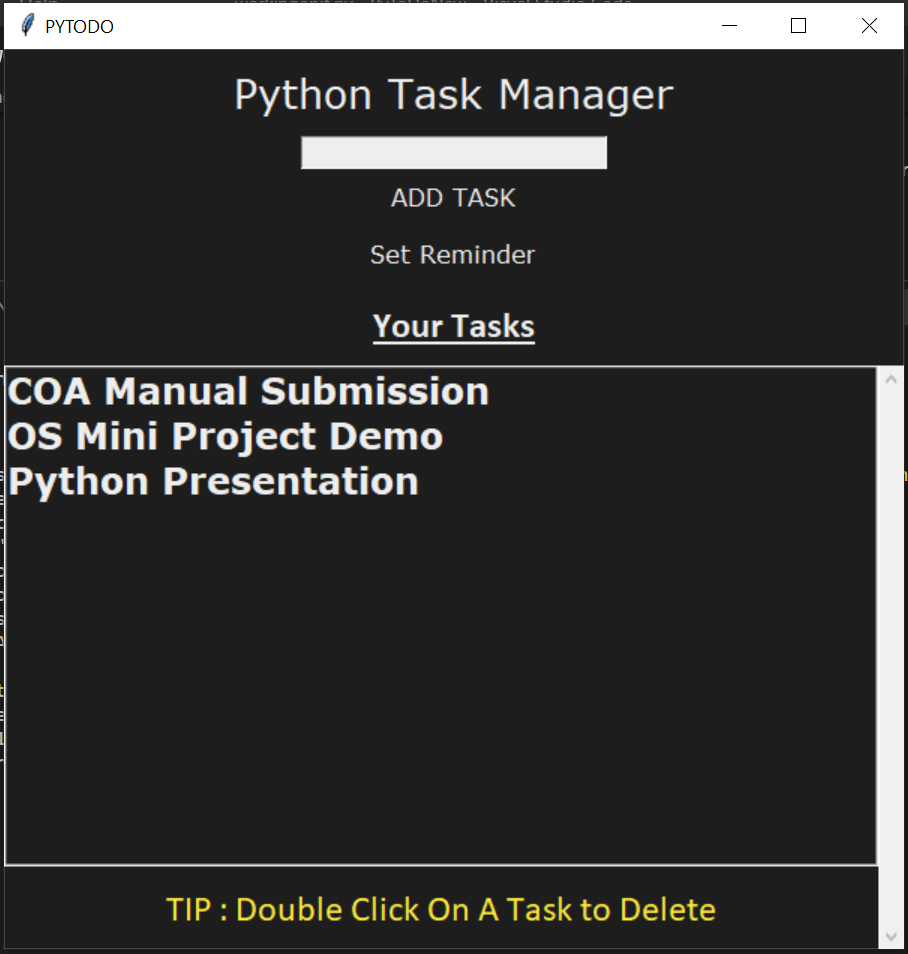 PYTODO
Python Task Manager
ADD TASK
Set Reminder
Your Tasks
COA Manual Submission
OS Mini Project Demo
Python Presentation
TIP : Double Click On A Task to Delete